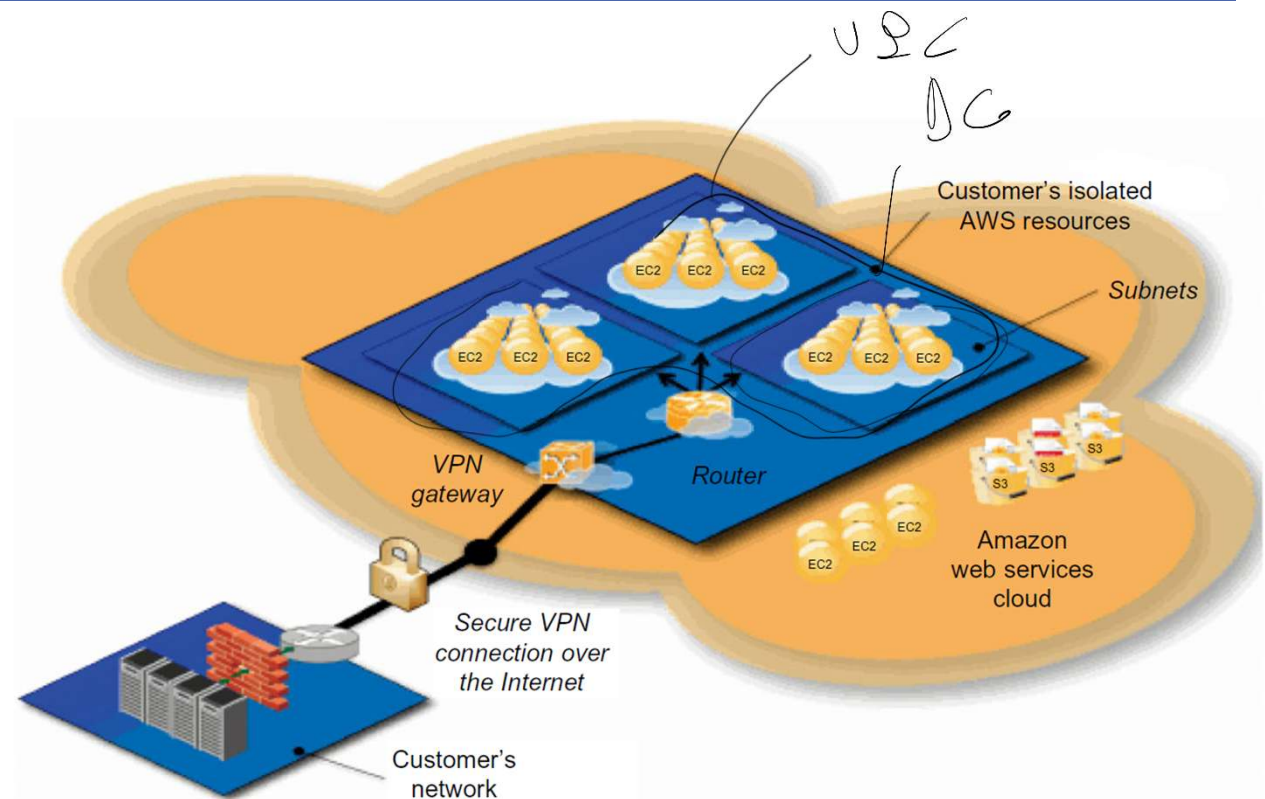 VPC
DC
Customer's isolated
AWS resources
EC2 EC2 EC2
Subnets
EC2 EC2 EC2
EC2 EC2 EC2
VPN
gateway
Router
S3
S3
S3
EC2
EC2
EC2
Amazon
web services
cloud
Secure VPN
connection over
the Internet
Customer's
network